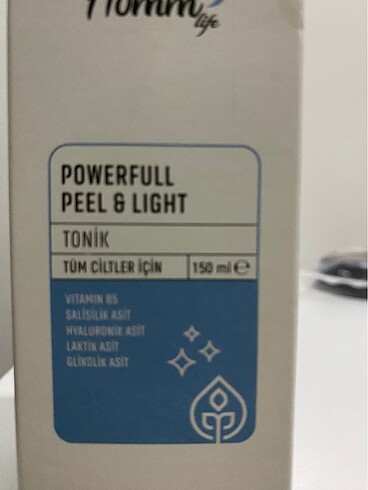 Homm
life
POWERFULL
PEEL & LIGHT
TONİK
TÜM CİLTLER İÇİN
150 ml ℮
VITAMIN B5
SALİSİLİK ASİT
HYALURONİK ASİT
LAKTİK ASİT
GLİKOLİK ASİT